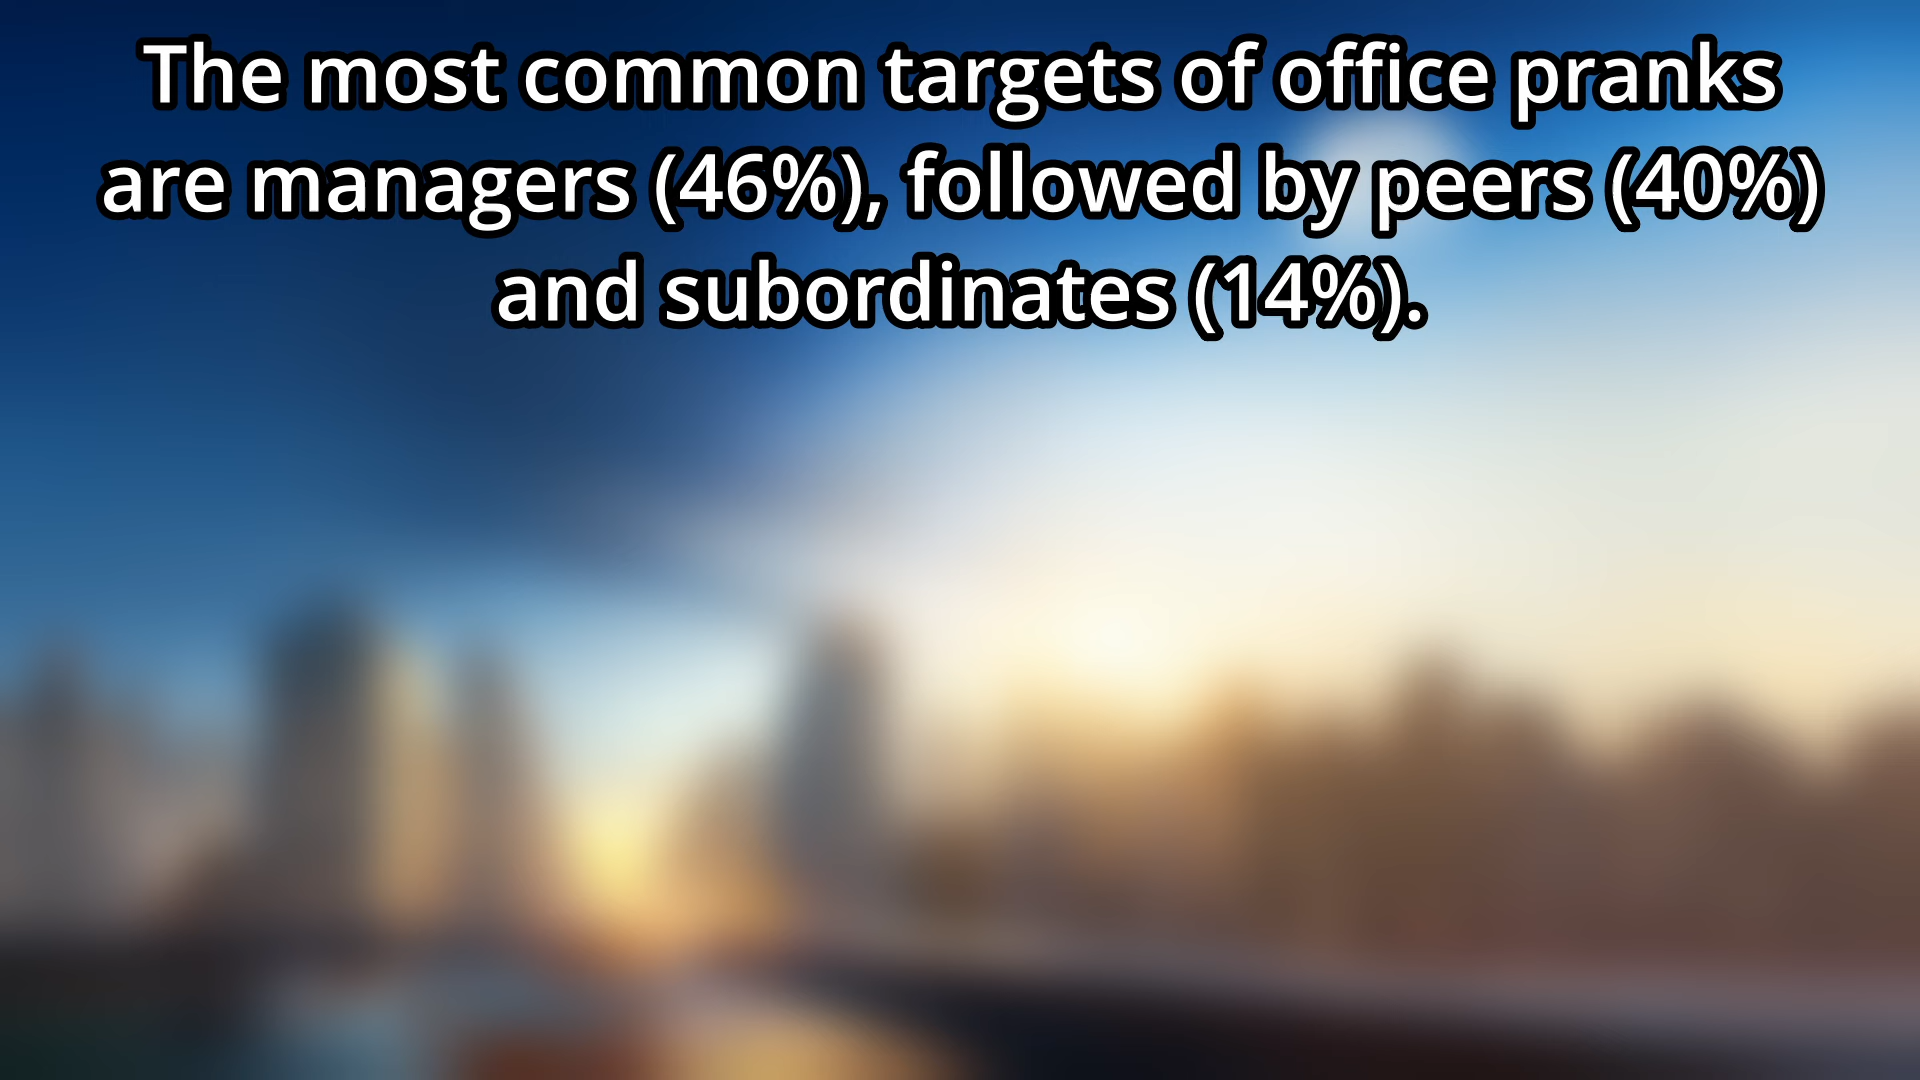 The most common targets of office pranks
are managers (46%), followed by peers (40%)
and subordinates (14%).